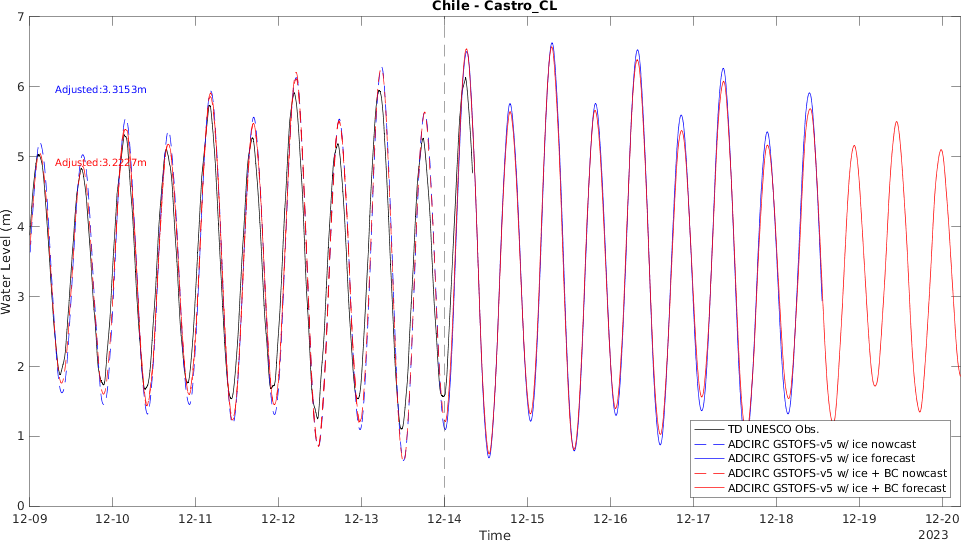 Chile - Castro_CL
7
6
5
4
3
2
1
0
Water Level (m)
Adjusted:3.3153m
Adjusted:3.2227m
TD UNESCO Obs.
ADCIRC GSTOFS-v5 w/ ice nowcast
ADCIRC GSTOFS-v5 w/ ice forecast
ADCIRC GSTOFS-v5 w/ ice + BC nowcast
ADCIRC GSTOFS-v5 w/ ice + BC forecast
12-09 12-10 12-11 12-12 12-13 12-14 12-15 12-16 12-17 12-18 12-19 12-20
Time
2023